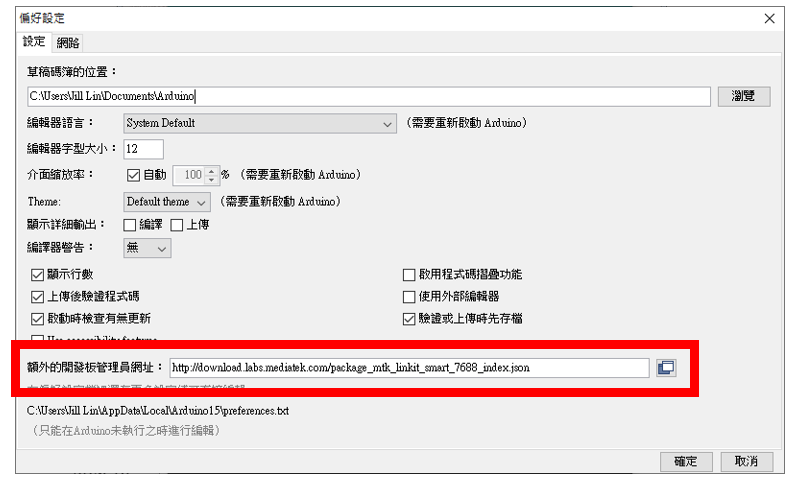 偏好設定
設定 網路
草稿碼簿的位置：
C:\Users\Jill Lin\Documents\Arduino 瀏覽
編輯器語言： System Default （需要重新啟動 Arduino）
編輯器字型大小： 12
介面縮放率： 自動 100 % （需要重新啟動 Arduino）
Theme: Default theme （需要重新啟動 Arduino）
顯示詳細輸出： 編譯 上傳
編譯器警告： 無
顯示行數 啟用程式碼摺疊功能
上傳後驗證程式碼 使用外部編輯器
啟動時檢查有無更新 驗證或上傳時先存檔
Use accessibility features
額外的開發板管理員網址： http://download.labs.mediatek.com/package_mtk_linkit_smart_7688_index.json
C:\Users\Jill Lin\AppData\Local\Arduino15\preferences.txt
（只能在Arduino未執行之時進行編輯）
確定 取消